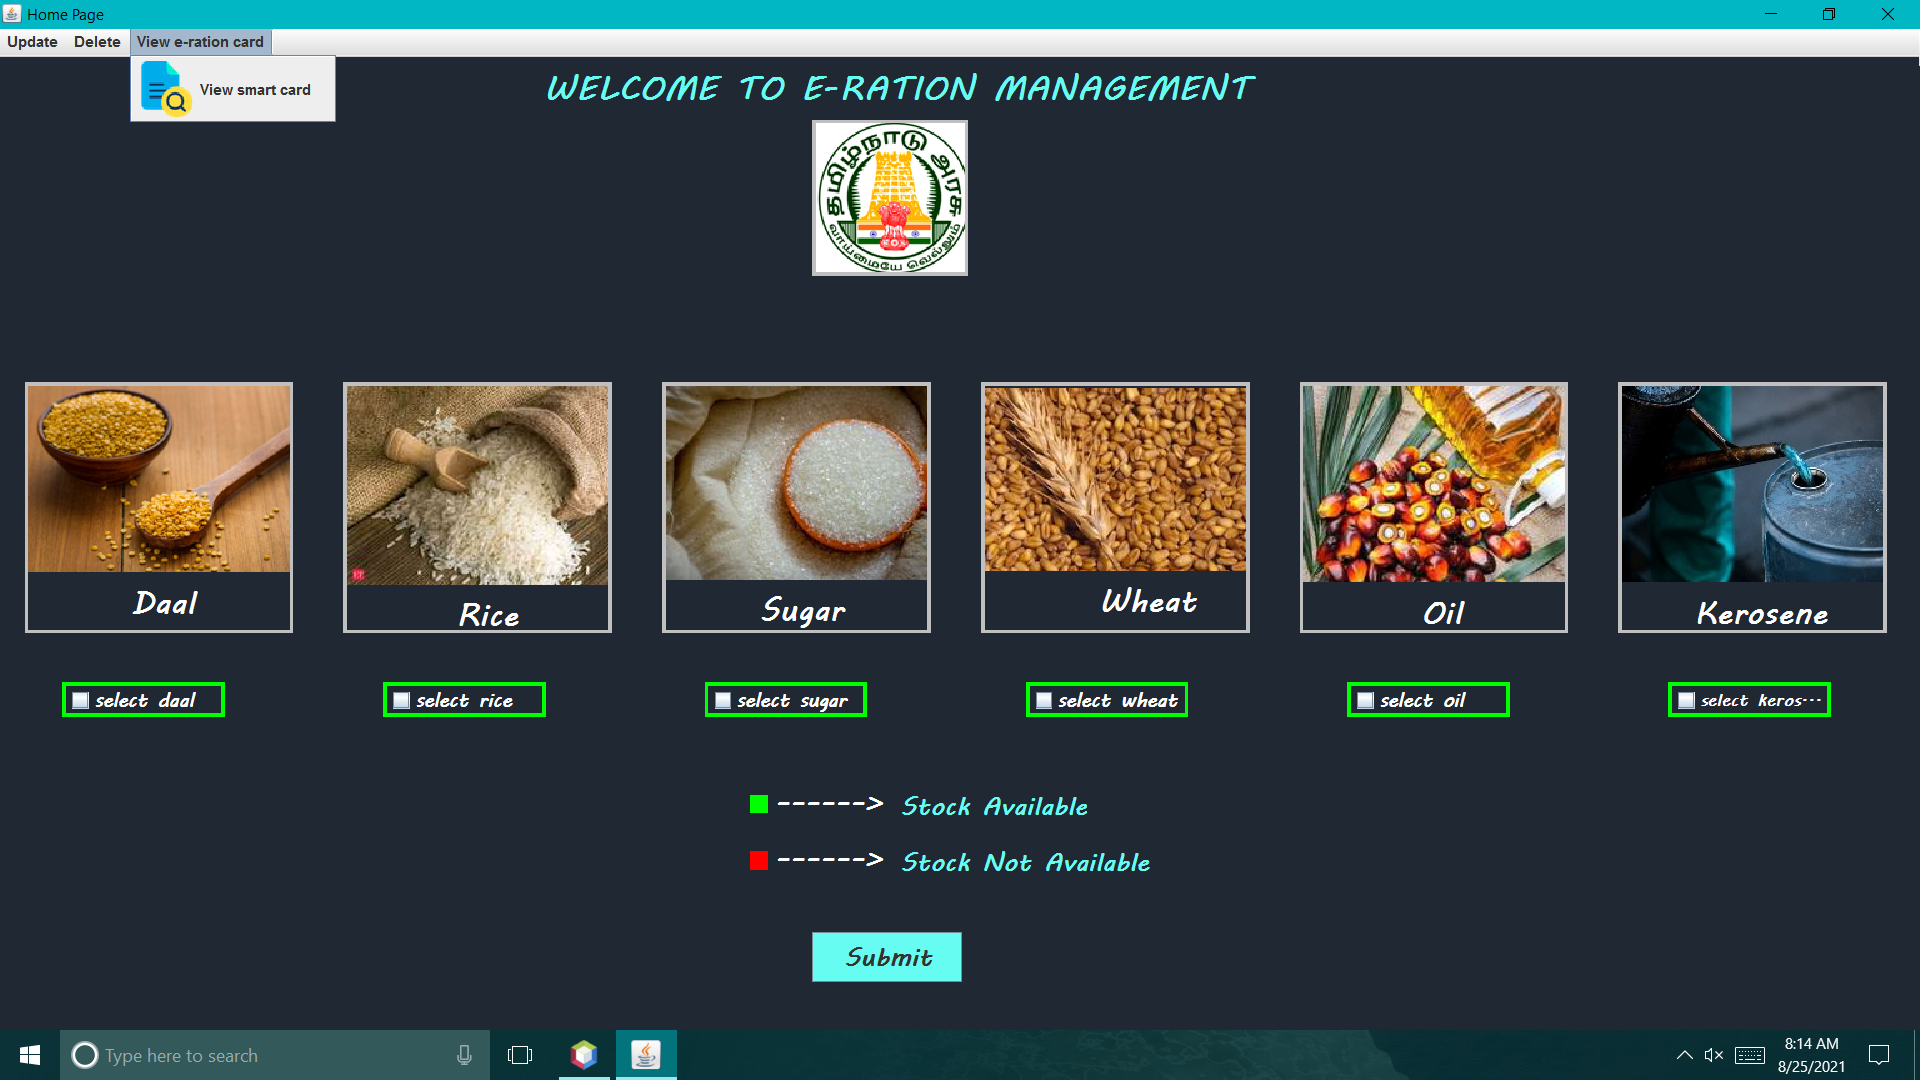 Home Page
Update Delete View e-ration card
View smart card
WELCOME TO E-RATION MANAGEMENT
தமிழ்நாடு அரசு
வாய்மையே வெல்லும்
Daal
Rice
Sugar
Wheat
Oil
Kerosene
select daal
select rice
select sugar
select wheat
select oil
select keros...
------> Stock Available
------> Stock Not Available
Submit
Type here to search
8:14 AM
8/25/2021